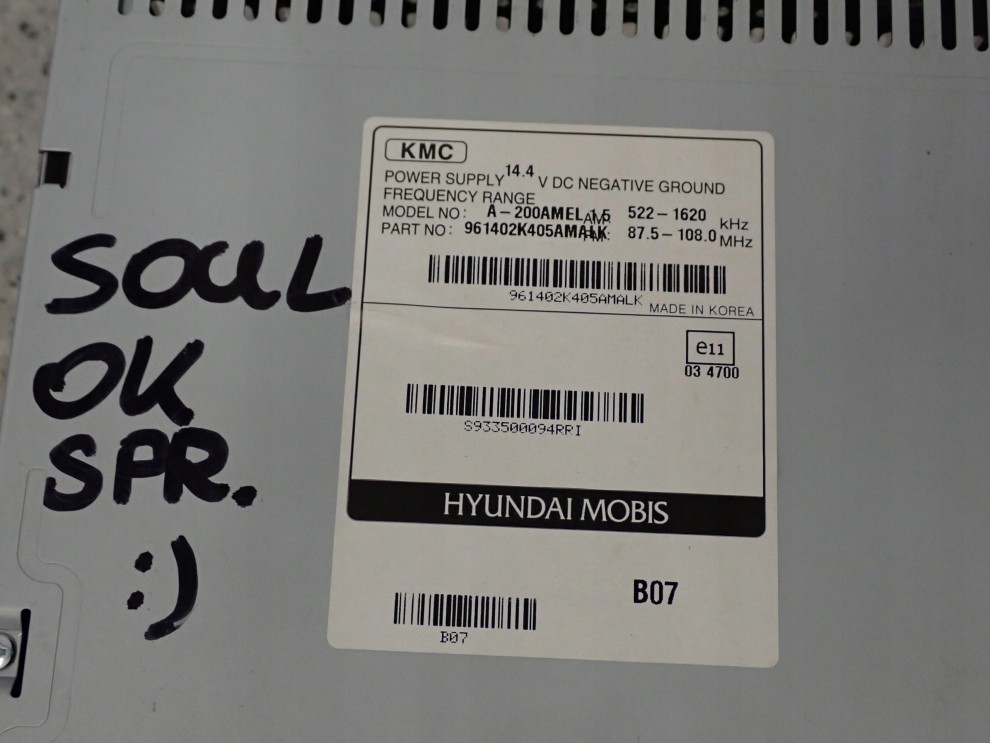 SOUL
OK
SPR.
:)
KMC
POWER SUPPLY 14.4 V DC NEGATIVE GROUND
FREQUENCY RANGE
MODEL NO: A-200AMEL AM: 522-1620 kHz
PART NO: 961402K405AMALK FM: 87.5-108.0 MHz
961402K405AMALK
MADE IN KOREA
e11
03 4700
S933500094RRI
HYUNDAI MOBIS
B07
B07